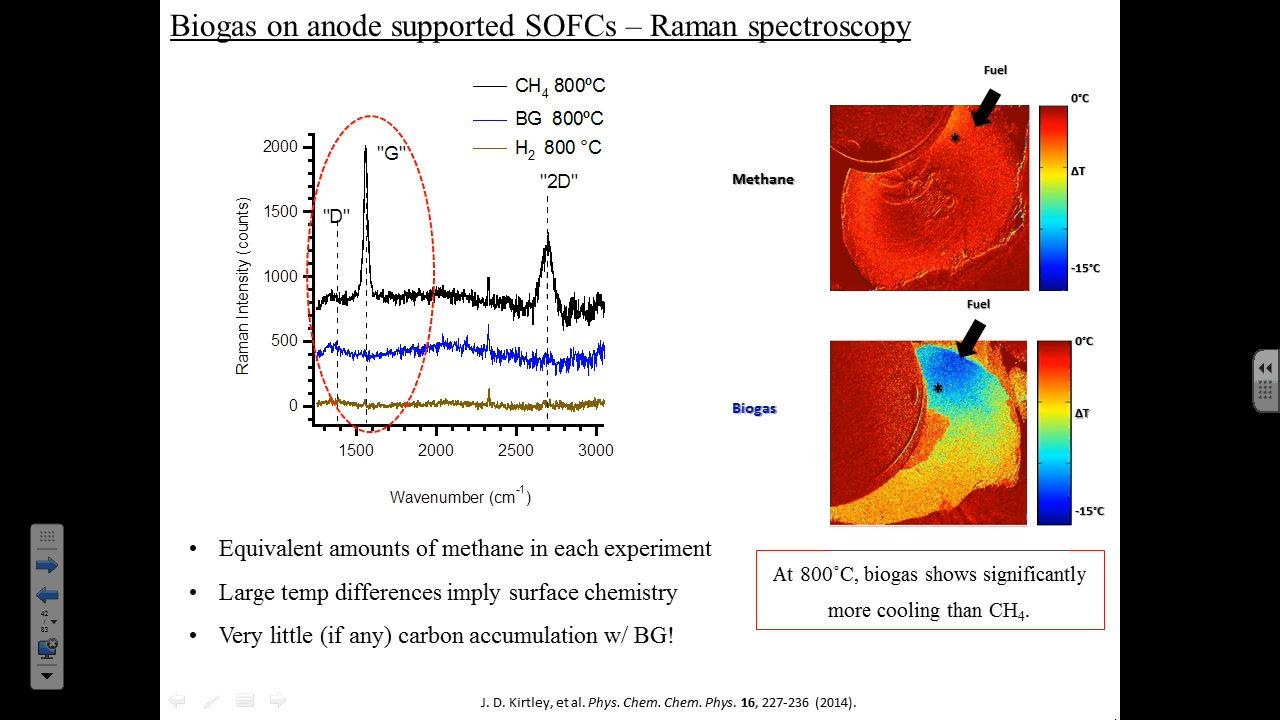 Biogas on anode supported SOFCs – Raman spectroscopy
CH4 800ºC
BG 800ºC
H2 800 °C
"D"
"G"
"2D"
2000
1500
1000
500
0
Raman Intensity (counts)
1500 2000 2500 3000
Wavenumber (cm-1)
Fuel
Methane
0°C
ΔT
-15°C
Fuel
Biogas
0°C
ΔT
-15°C
• Equivalent amounts of methane in each experiment
• Large temp differences imply surface chemistry
• Very little (if any) carbon accumulation w/ BG!
At 800˚C, biogas shows significantly
more cooling than CH4.
J. D. Kirtley, et al. Phys. Chem. Chem. Phys. 16, 227-236 (2014).
42
/
83